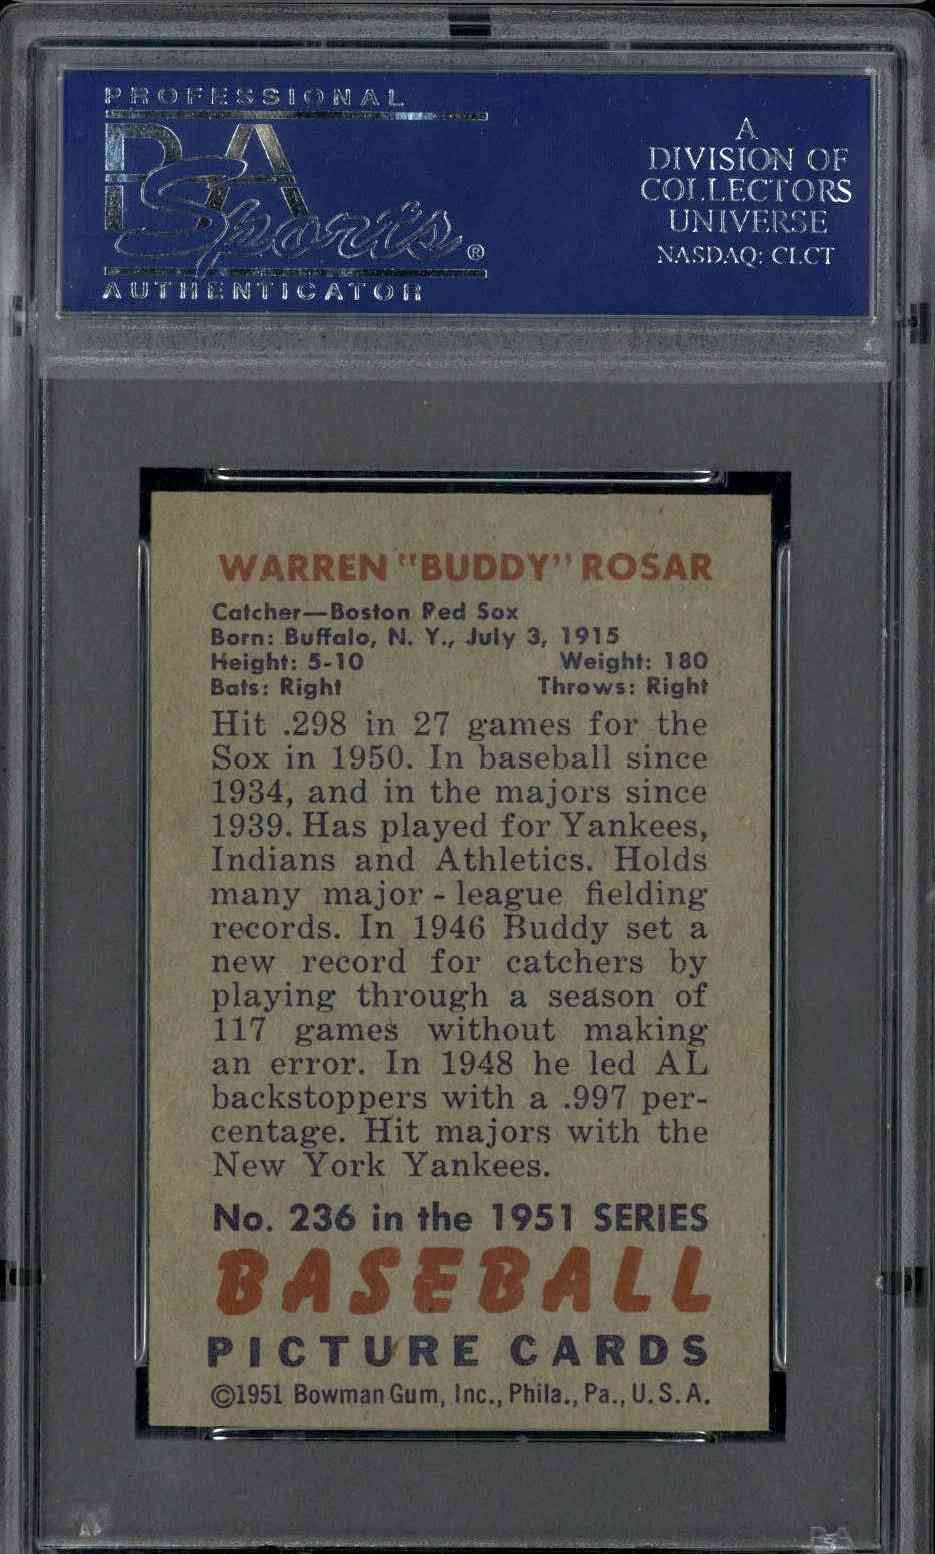 PROFESSIONAL
PSA
Sports®
AUTHENTICATOR
A
DIVISION OF
COLLECTORS
UNIVERSE
NASDAQ: CLCT
WARREN "BUDDY" ROSAR
Catcher—Boston Red Sox
Born: Buffalo, N. Y., July 3, 1915
Height: 5-10 Weight: 180
Bats: Right Throws: Right
Hit .298 in 27 games for the
Sox in 1950. In baseball since
1934, and in the majors since
1939. Has played for Yankees,
Indians and Athletics. Holds
many major - league fielding
records. In 1946 Buddy set a
new record for catchers by
playing through a season of
117 games without making
an error. In 1948 he led AL
backstoppers with a .997 per-
centage. Hit majors with the
New York Yankees.
No. 236 in the 1951 SERIES
BASEBALL
PICTURE CARDS
©1951 Bowman Gum, Inc., Phila., Pa., U.S.A.
PSA